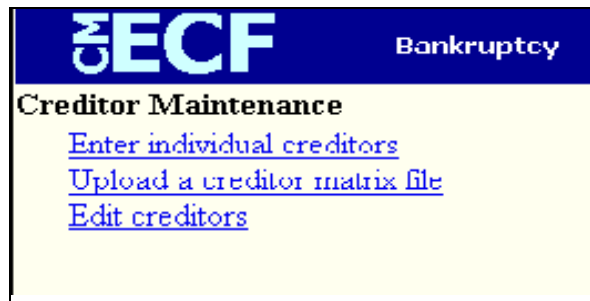 CM ECF Bankruptcy
Creditor Maintenance
Enter individual creditors
Upload a creditor matrix file
Edit creditors